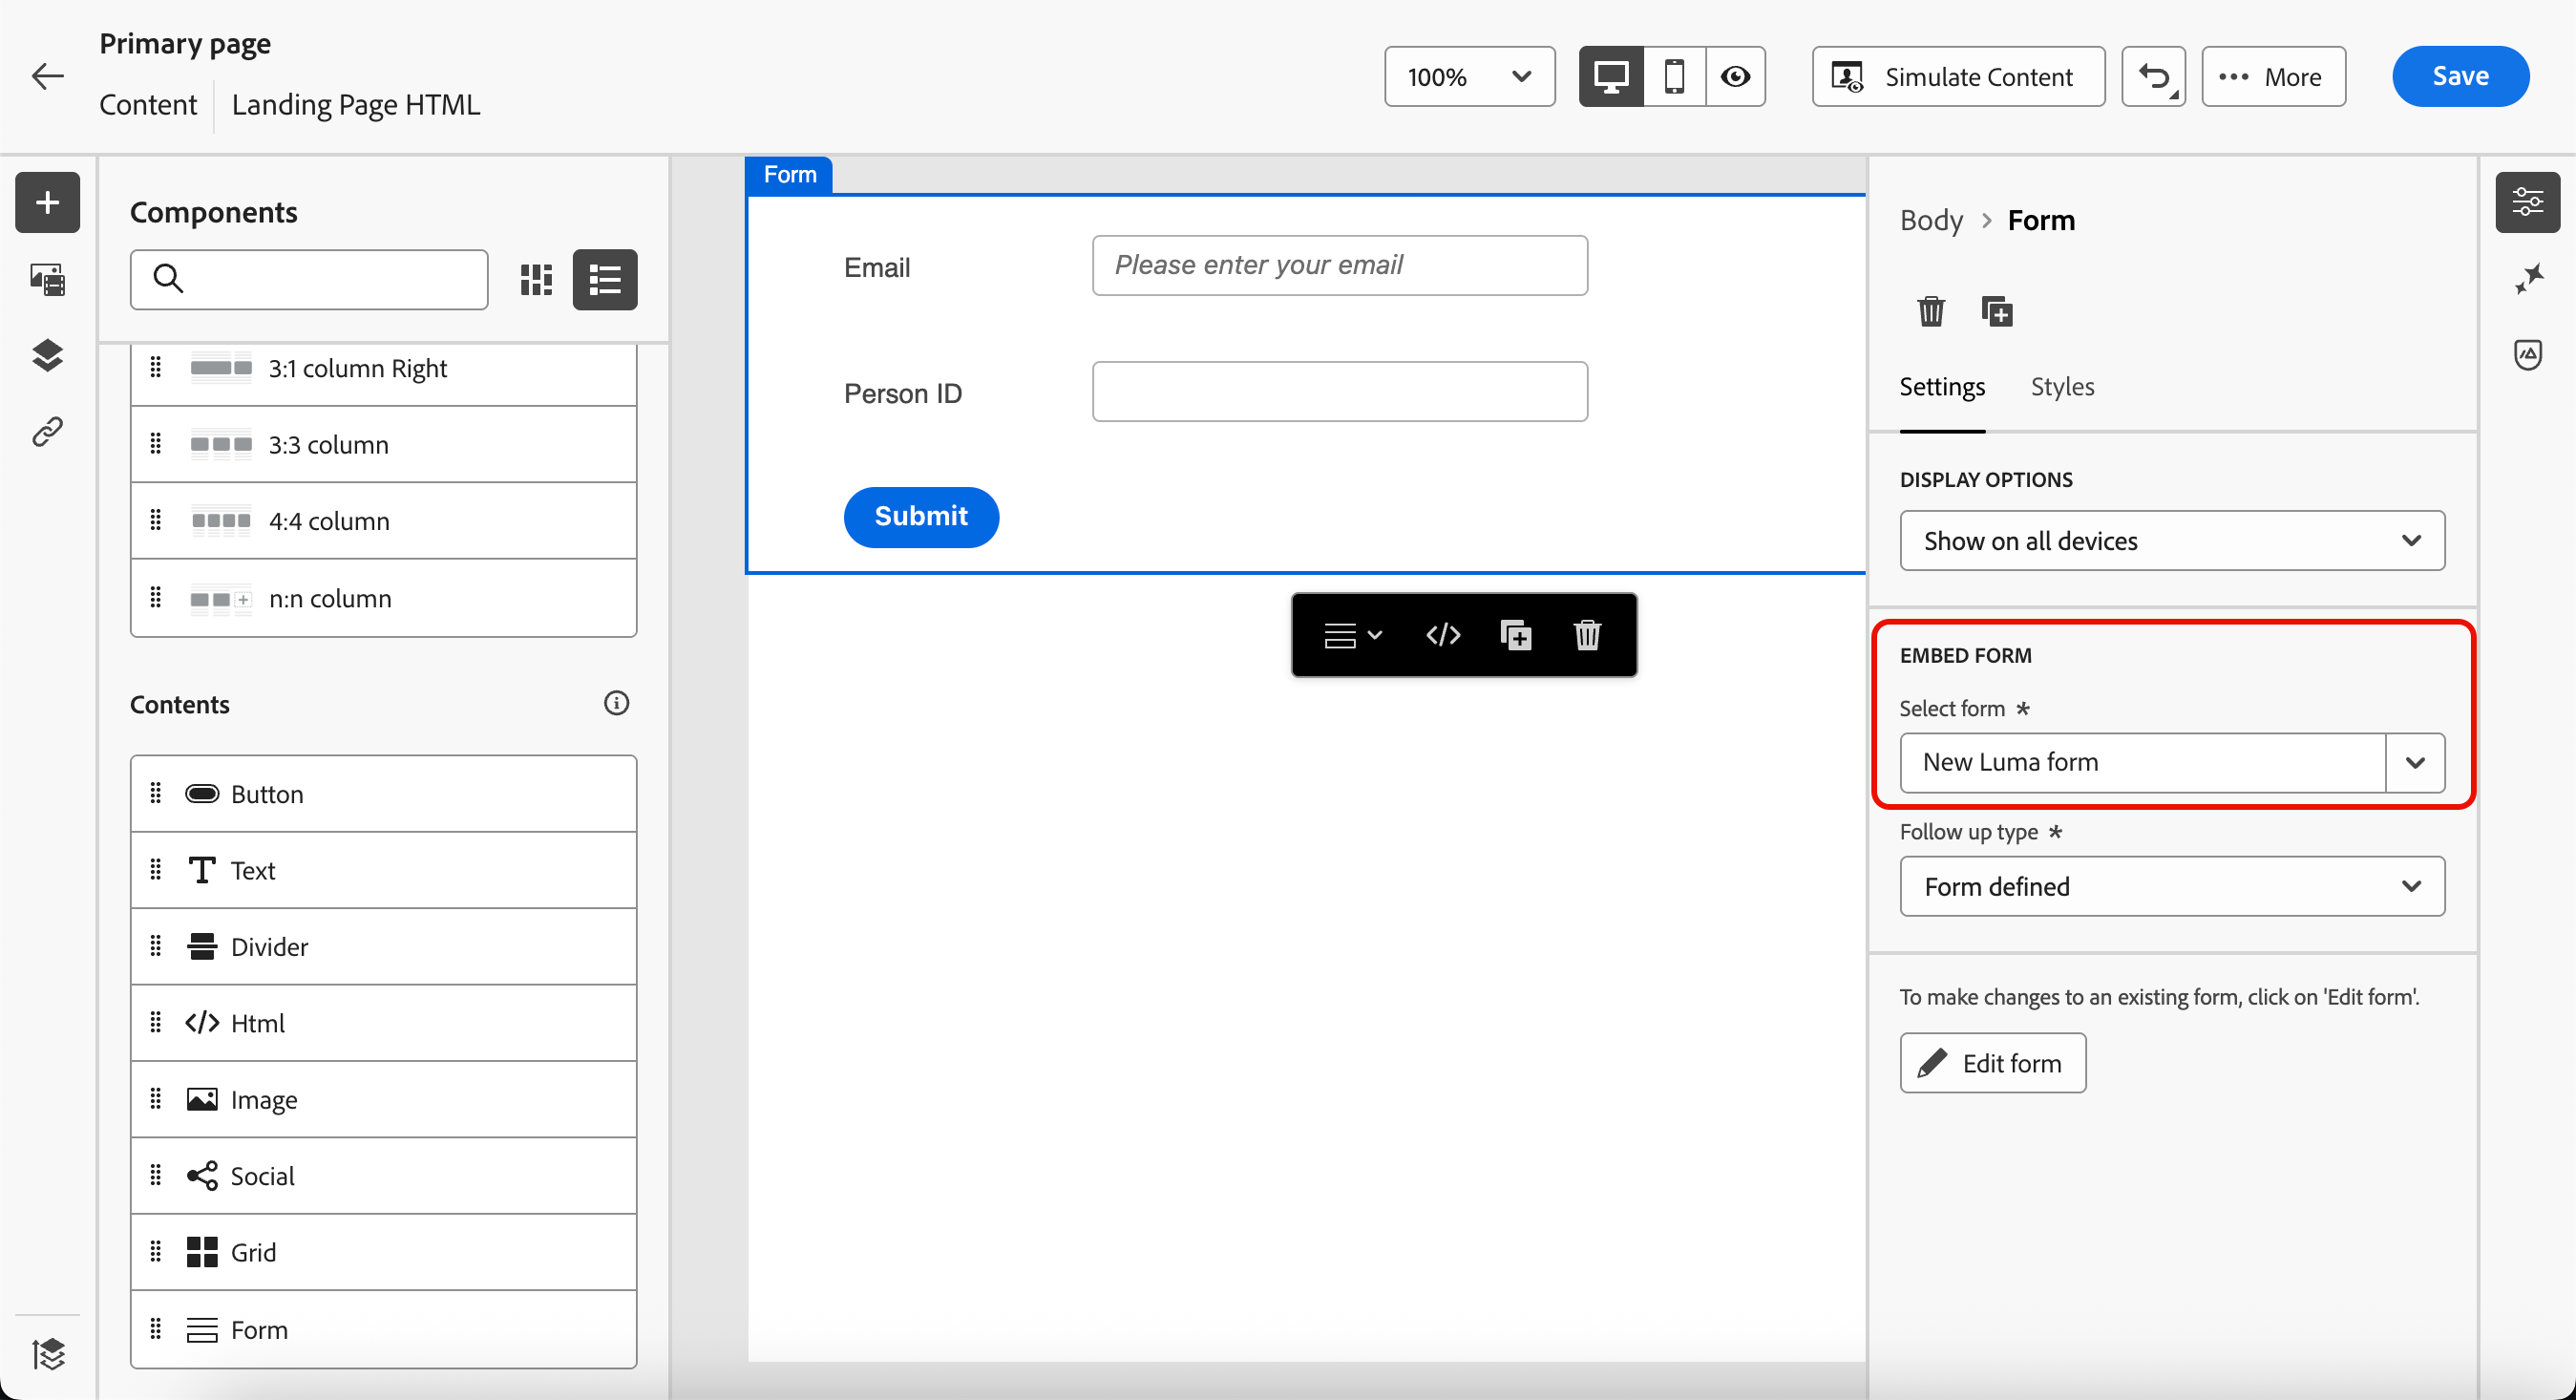 Primary page
Content
Landing Page HTML
100%
Simulate Content
More
Save
Components
3:1 column Right
3:3 column
4:4 column
n:n column
Contents
Button
Text
Divider
Html
Image
Social
Grid
Form
Form
Email
Please enter your email
Person ID
Submit
Body > Form
Settings
Styles
DISPLAY OPTIONS
Show on all devices
EMBED FORM
Select form *
New Luma form
Follow up type *
Form defined
To make changes to an existing form, click on 'Edit form'.
Edit form